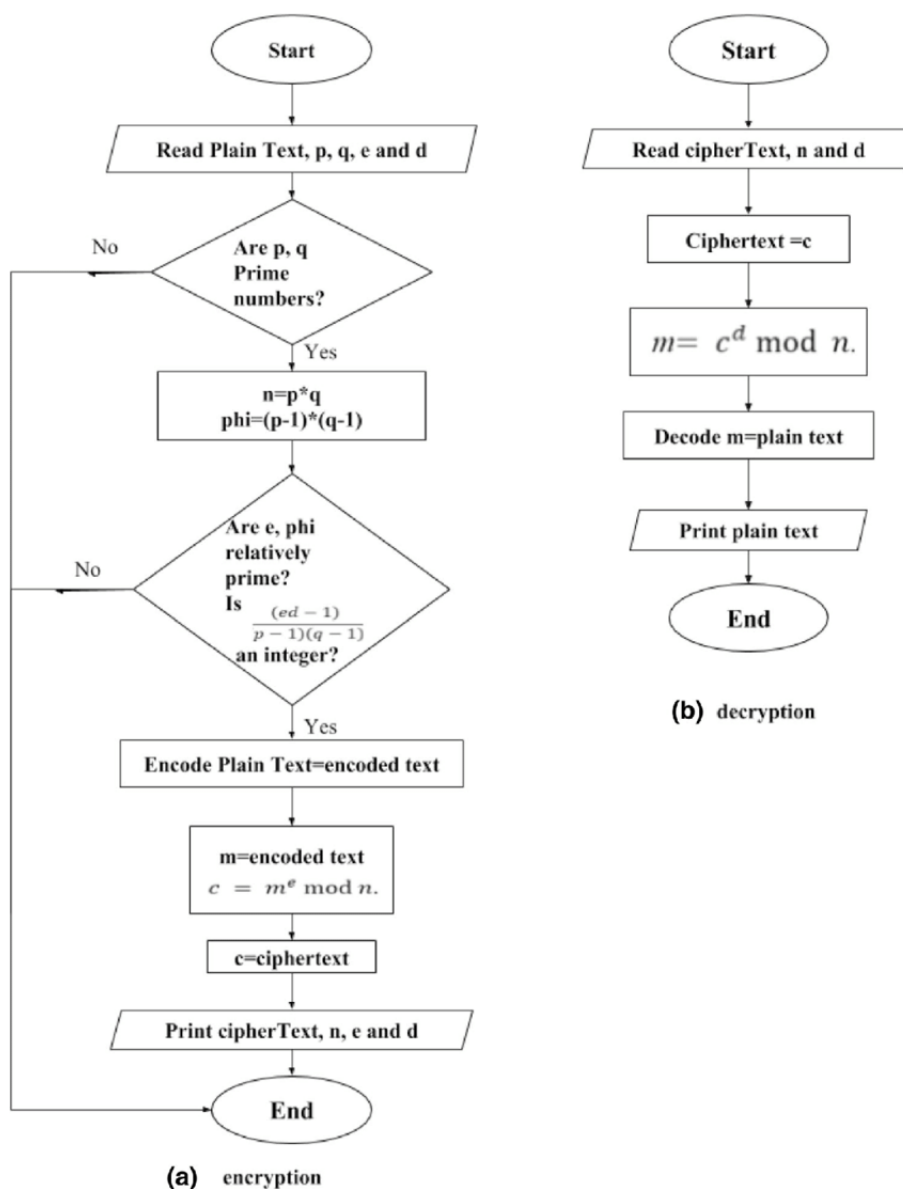 Start
Read Plain Text, p, q, e and d
No
Are p, q
Prime
numbers?
Yes
n=p*q
phi=(p-1)*(q-1)
No
Are e, phi
relatively
prime?
Is
(ed − 1)
p − 1)(q − 1)
an integer?
Yes
Encode Plain Text=encoded text
m=encoded text
c = m^e mod n.
c=ciphertext
Print cipherText, n, e and d
End
(a) encryption
Start
Read cipherText, n and d
Ciphertext =c
m= c^d mod n.
Decode m=plain text
Print plain text
End
(b) decryption